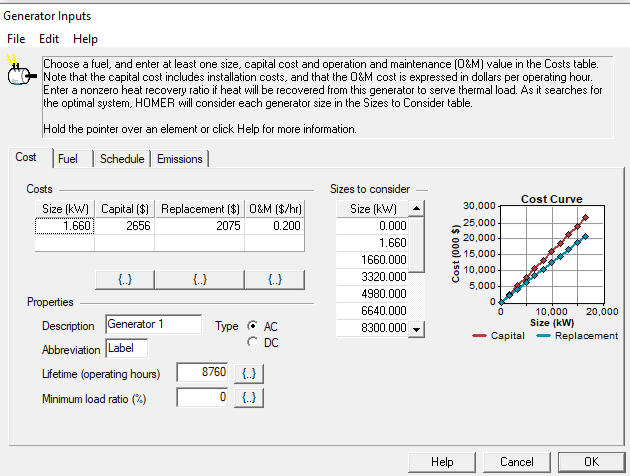 Generator Inputs
File Edit Help
Choose a fuel, and enter at least one size, capital cost and operation and maintenance (O&M) value in the Costs table.
Note that the capital cost includes installation costs, and that the O&M cost is expressed in dollars per operating hour.
Enter a nonzero heat recovery ratio if heat will be recovered from this generator to serve thermal load. As it searches for
the optimal system, HOMER will consider each generator size in the Sizes to Consider table.
Hold the pointer over an element or click Help for more information.
Cost Fuel Schedule Emissions
Costs
Size (kW) Capital ($) Replacement ($) O&M ($/hr)
1.660 2656 2075 0.200
{..} {..} {..}
Properties
Description Generator 1 Type AC
DC
Abbreviation Label
Lifetime (operating hours) 8760 {..}
Minimum load ratio (%) 0 {..}
Sizes to consider
Size (kW)
0.000
1.660
1660.000
3320.000
4980.000
6640.000
8300.000
Cost Curve
Cost (000 $)
30,000
25,000
20,000
15,000
10,000
5,000
0
0 10,000 20,000
Size (kW)
Capital Replacement
Help Cancel OK